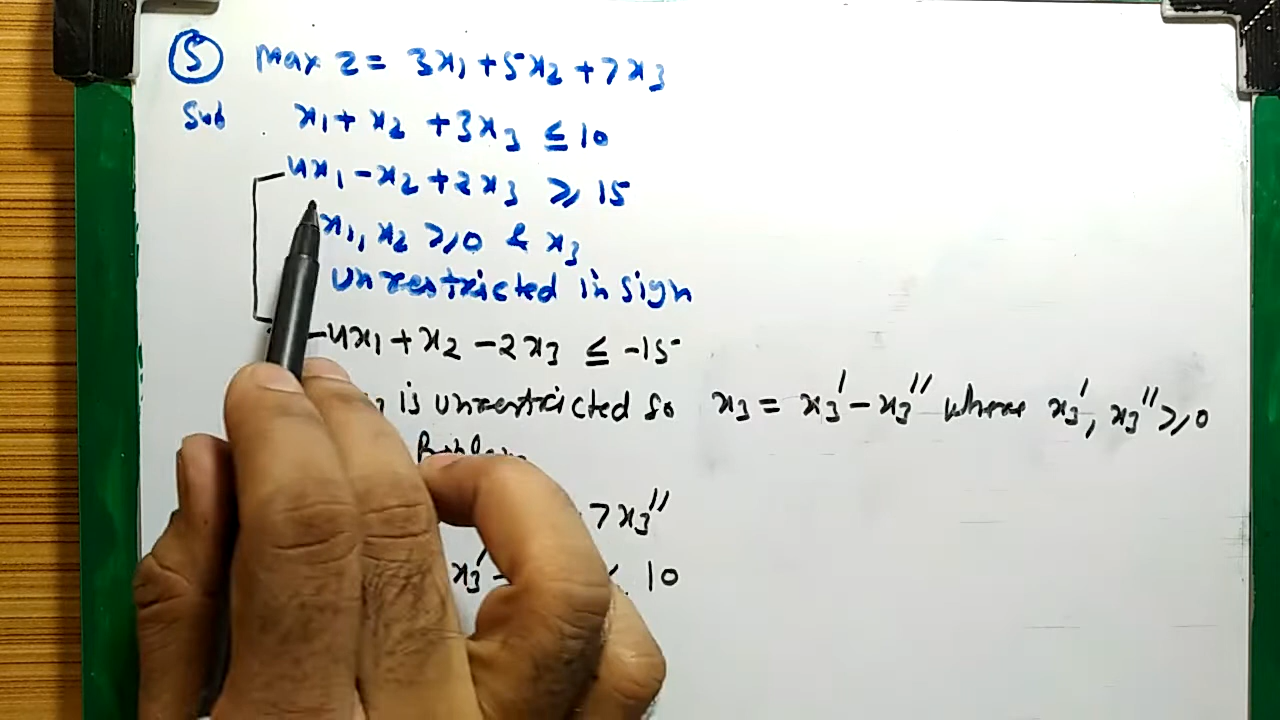 ⑤ max z = 3x₁ + 5x₂ + 7x₃
Sub x₁ + x₂ + 3x₃ ≤ 10
4x₁ - x₂ + 2x₃ ≥ 15
x₁, x₂ ≥ 0 & x₃
unrestricted in sign
-4x₁ + x₂ - 2x₃ ≤ -15
is unrestricted so x₃ = x₃' - x₃'' where x₃', x₃'' ≥ 0
7x₃''
x₃' - 10